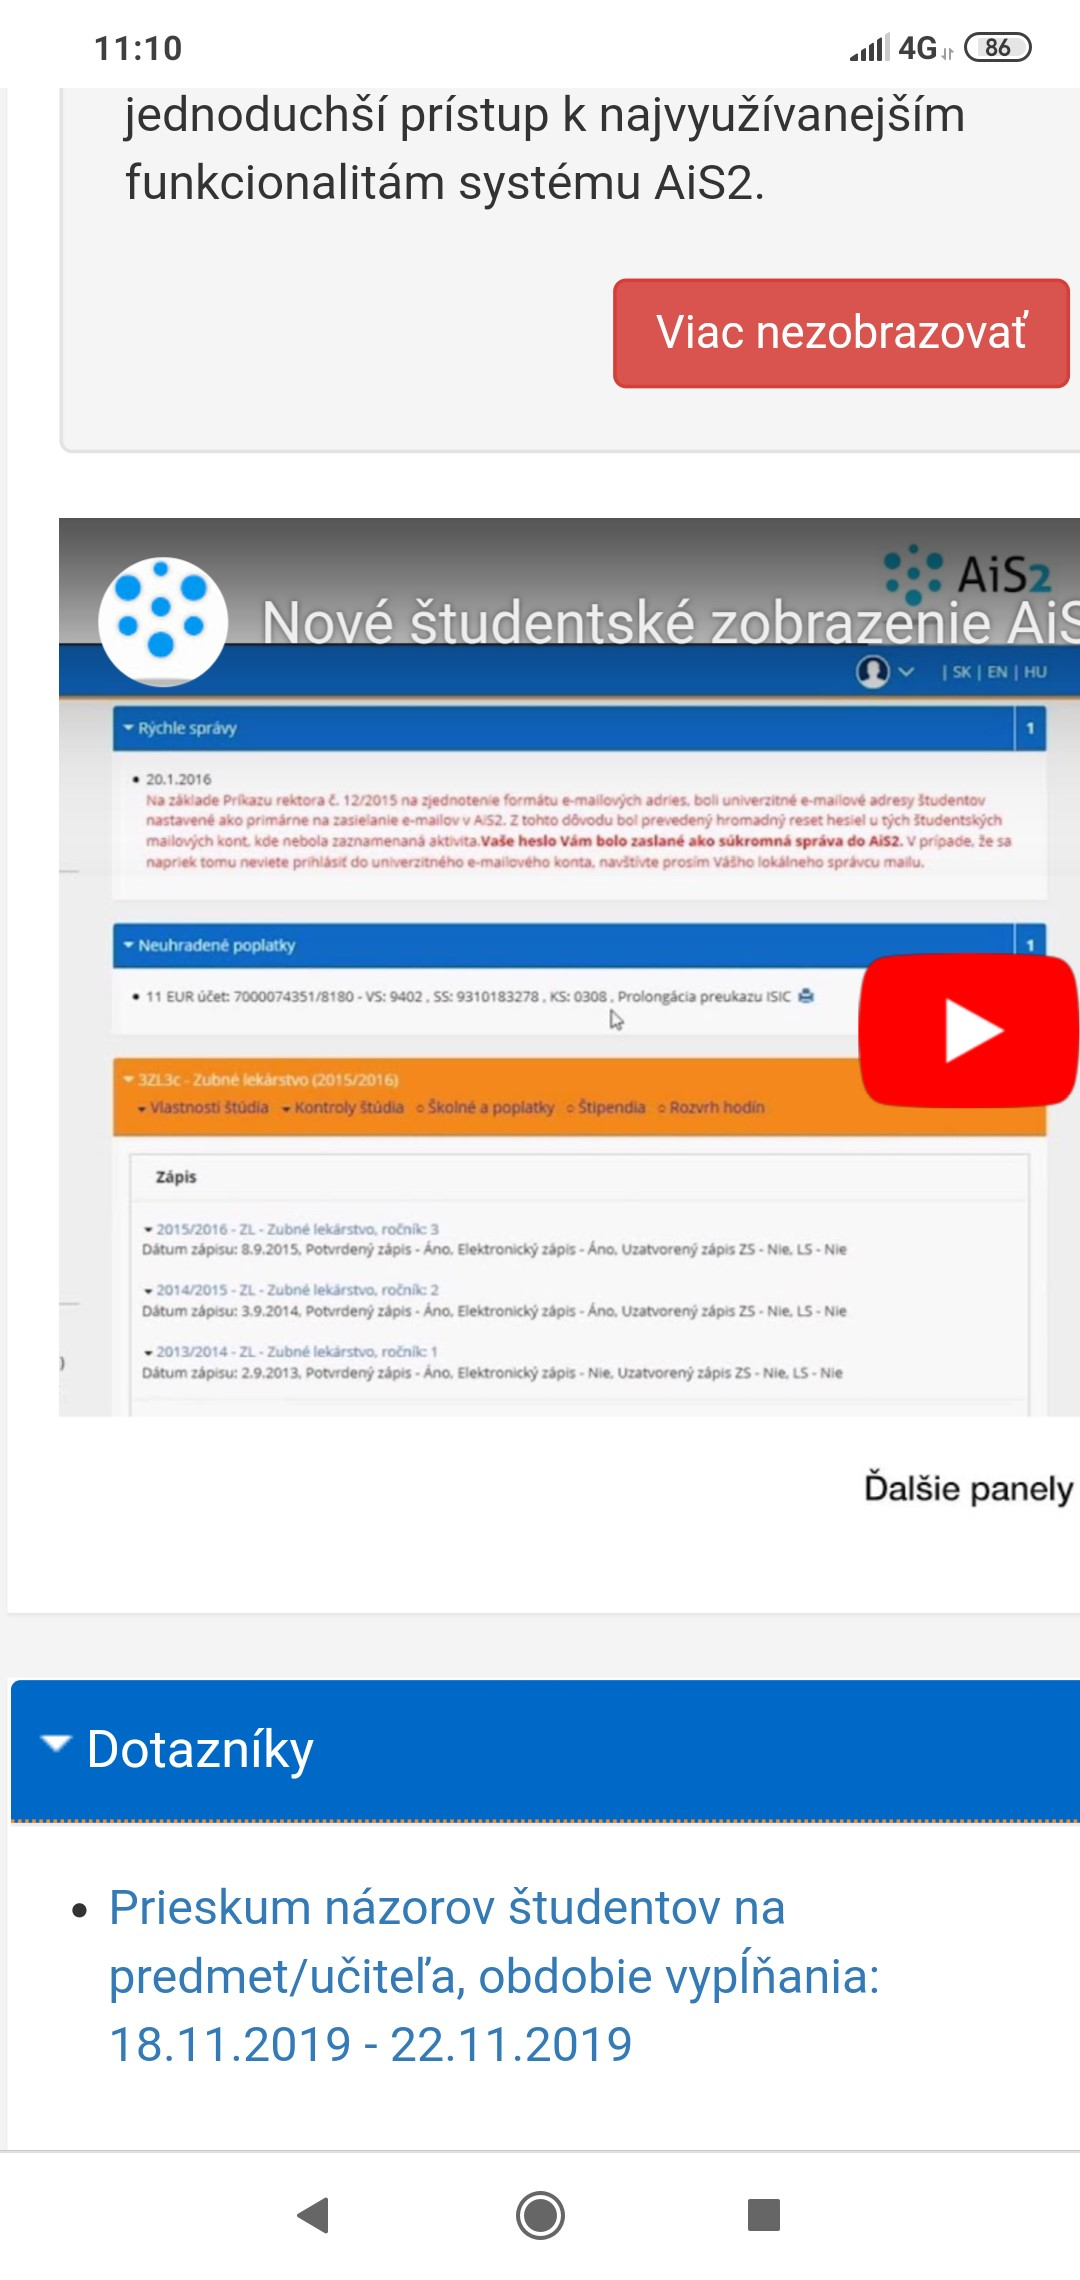 11:10
4G
86
jednoduchší prístup k najvyužívanejším
funkcionalitám systému AiS2.
Viac nezobrazovať
AiS2
Nové študentské zobrazenie AiS
| SK | EN | HU
Rýchle správy
1
• 20.1.2016
Na základe Príkazu rektora č. 12/2015 na zjednotenie formátu e-mailových adries, boli univerzitné e-mailové adresy študentov
nastavené ako primárne na zasielanie e-mailov v AiS2. Z tohto dôvodu bol prevedený hromadný reset hesiel u tých študentských
mailových kont, kde nebola zaznamenaná aktivita.Vaše heslo Vám bolo zaslané ako súkromná správa do AiS2. V prípade, že sa
napriek tomu neviete prihlásiť do univerzitného e-mailového konta, navštívte prosím Vášho lokálneho správcu mailu.
Neuhradené poplatky
1
• 11 EUR účet: 7000074351/8180 - VS: 9402 , SS: 9310183278 , KS: 0308 , Prolongácia preukazu ISIC
3ZL3c - Zubné lekárstvo (2015/2016)
Vlastnosti štúdia Kontroly štúdia Školné a poplatky Štipendia Rozvrh hodín
Zápis
2015/2016 - ZL - Zubné lekárstvo, ročník: 3
Dátum zápisu: 8.9.2015, Potvrdený zápis - Áno, Elektronický zápis - Áno, Uzatvorený zápis ZS - Nie, LS - Nie
2014/2015 - ZL - Zubné lekárstvo, ročník: 2
Dátum zápisu: 3.9.2014, Potvrdený zápis - Áno, Elektronický zápis - Áno, Uzatvorený zápis ZS - Nie, LS - Nie
2013/2014 - ZL - Zubné lekárstvo, ročník: 1
)
Dátum zápisu: 2.9.2013, Potvrdený zápis - Áno, Elektronický zápis - Nie, Uzatvorený zápis ZS - Nie, LS - Nie
Ďalšie panely
Dotazníky
• Prieskum názorov študentov na
predmet/učiteľa, obdobie vypĺňania:
18.11.2019 - 22.11.2019